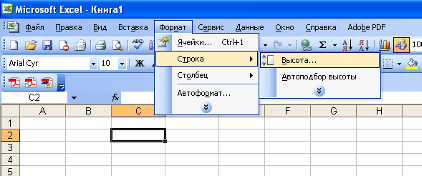 Microsoft Excel - Книга1
Файл Правка Вид Вставка Формат Сервис Данные Окно Справка Adobe PDF
Ячейки... Ctrl+1
Arial Cyr 10 Ж Строка Высота...
Столбец Автоподбор высоты
C2 Автоформат...
A B C F G H
1
2
3
4
5